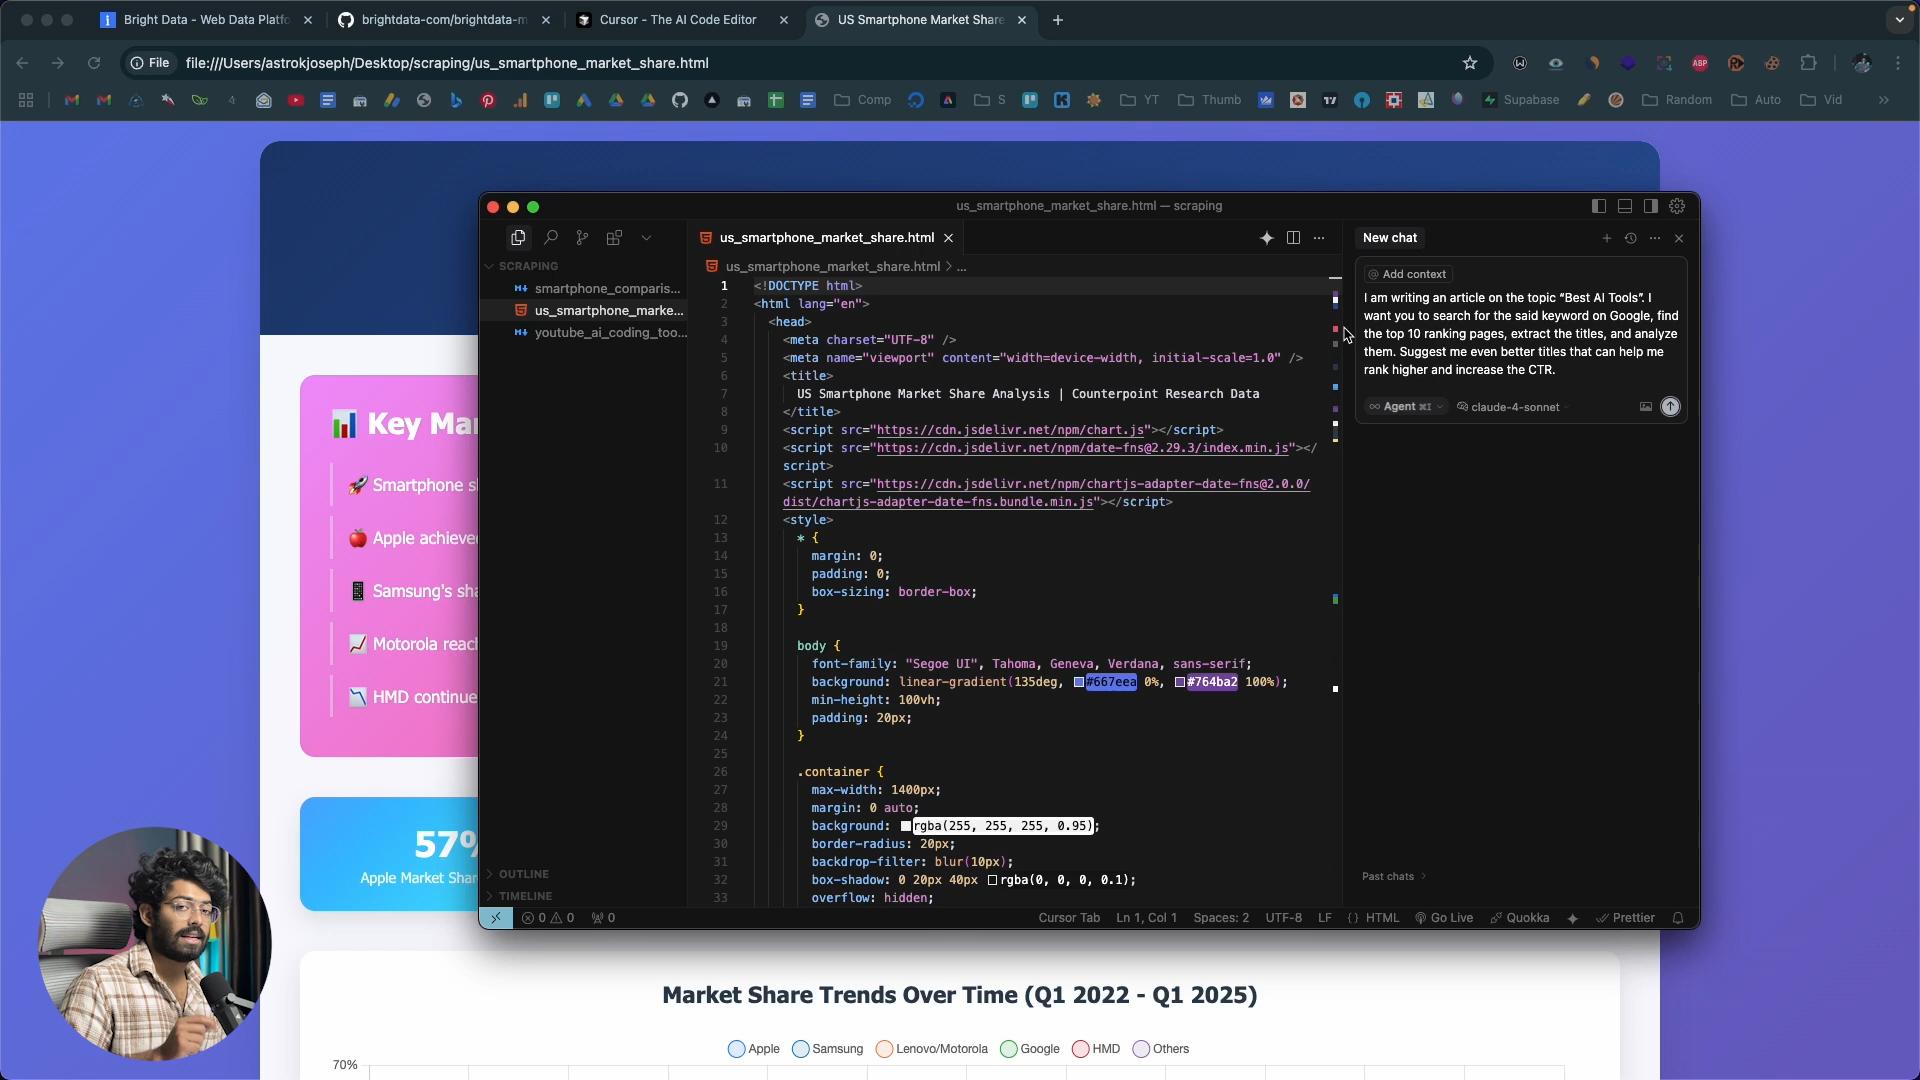 Bright Data - Web Data Platfo
brightdata-com/brightdata-m
Cursor - The AI Code Editor
US Smartphone Market Share
File
file:///Users/astrokjoseph/Desktop/scraping/us_smartphone_market_share.html
Comp
S
YT
Thumb
Supabase
Random
Auto
Vid
Key Mar
Smartphone s
Apple achieve
Samsung's sha
Motorola reac
HMD continue
57%
Apple Market Shar
us_smartphone_market_share.html — scraping
SCRAPING
smartphone_comparis...
us_smartphone_marke...
youtube_ai_coding_too...
OUTLINE
TIMELINE
us_smartphone_market_share.html
us_smartphone_market_share.html > ...
1 <!DOCTYPE html>
2 <html lang="en">
3 <head>
4 <meta charset="UTF-8" />
5 <meta name="viewport" content="width=device-width, initial-scale=1.0" />
6 <title>
7 US Smartphone Market Share Analysis | Counterpoint Research Data
8 </title>
9 <script src="https://cdn.jsdelivr.net/npm/chart.js"></script>
10 <script src="https://cdn.jsdelivr.net/npm/date-fns@2.29.3/index.min.js"></
script>
11 <script src="https://cdn.jsdelivr.net/npm/chartjs-adapter-date-fns@2.0.0/
dist/chartjs-adapter-date-fns.bundle.min.js"></script>
12 <style>
13 * {
14 margin: 0;
15 padding: 0;
16 box-sizing: border-box;
17 }
18
19 body {
20 font-family: "Segoe UI", Tahoma, Geneva, Verdana, sans-serif;
21 background: linear-gradient(135deg, #667eea 0%, #764ba2 100%);
22 min-height: 100vh;
23 padding: 20px;
24 }
25
26 .container {
27 max-width: 1400px;
28 margin: 0 auto;
29 background: rgba(255, 255, 255, 0.95);
30 border-radius: 20px;
31 backdrop-filter: blur(10px);
32 box-shadow: 0 20px 40px rgba(0, 0, 0, 0.1);
33 overflow: hidden;
New chat
@ Add context
I am writing an article on the topic “Best AI Tools”. I
want you to search for the said keyword on Google, find
the top 10 ranking pages, extract the titles, and analyze
them. Suggest me even better titles that can help me
rank higher and increase the CTR.
Agent ⌘I
claude-4-sonnet
Past chats >
0 0 0
Cursor Tab
Ln 1, Col 1
Spaces: 2
UTF-8
LF
{ } HTML
Go Live
Quokka
Prettier
Market Share Trends Over Time (Q1 2022 - Q1 2025)
Apple
Samsung
Lenovo/Motorola
Google
HMD
Others
70%